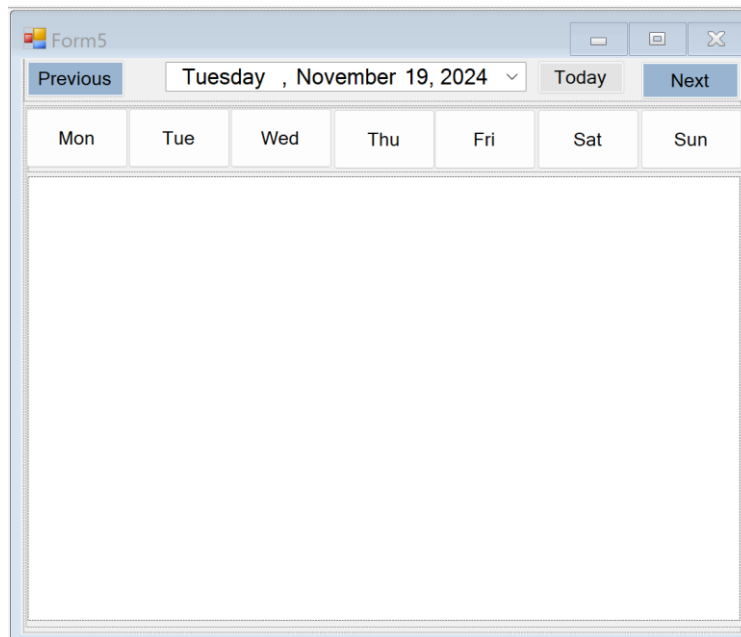 Form5
Previous Tuesday , November 19, 2024 Today Next
Mon Tue Wed Thu Fri Sat Sun